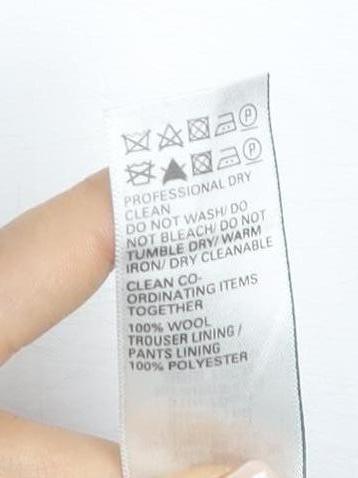 P
P
PROFESSIONAL DRY
CLEAN
DO NOT WASH/ DO
NOT BLEACH/ DO NOT
TUMBLE DRY/ WARM
IRON/ DRY CLEANABLE
CLEAN CO-
ORDINATING ITEMS
TOGETHER
100% WOOL
TROUSER LINING/
PANTS LINING
100% POLYESTER